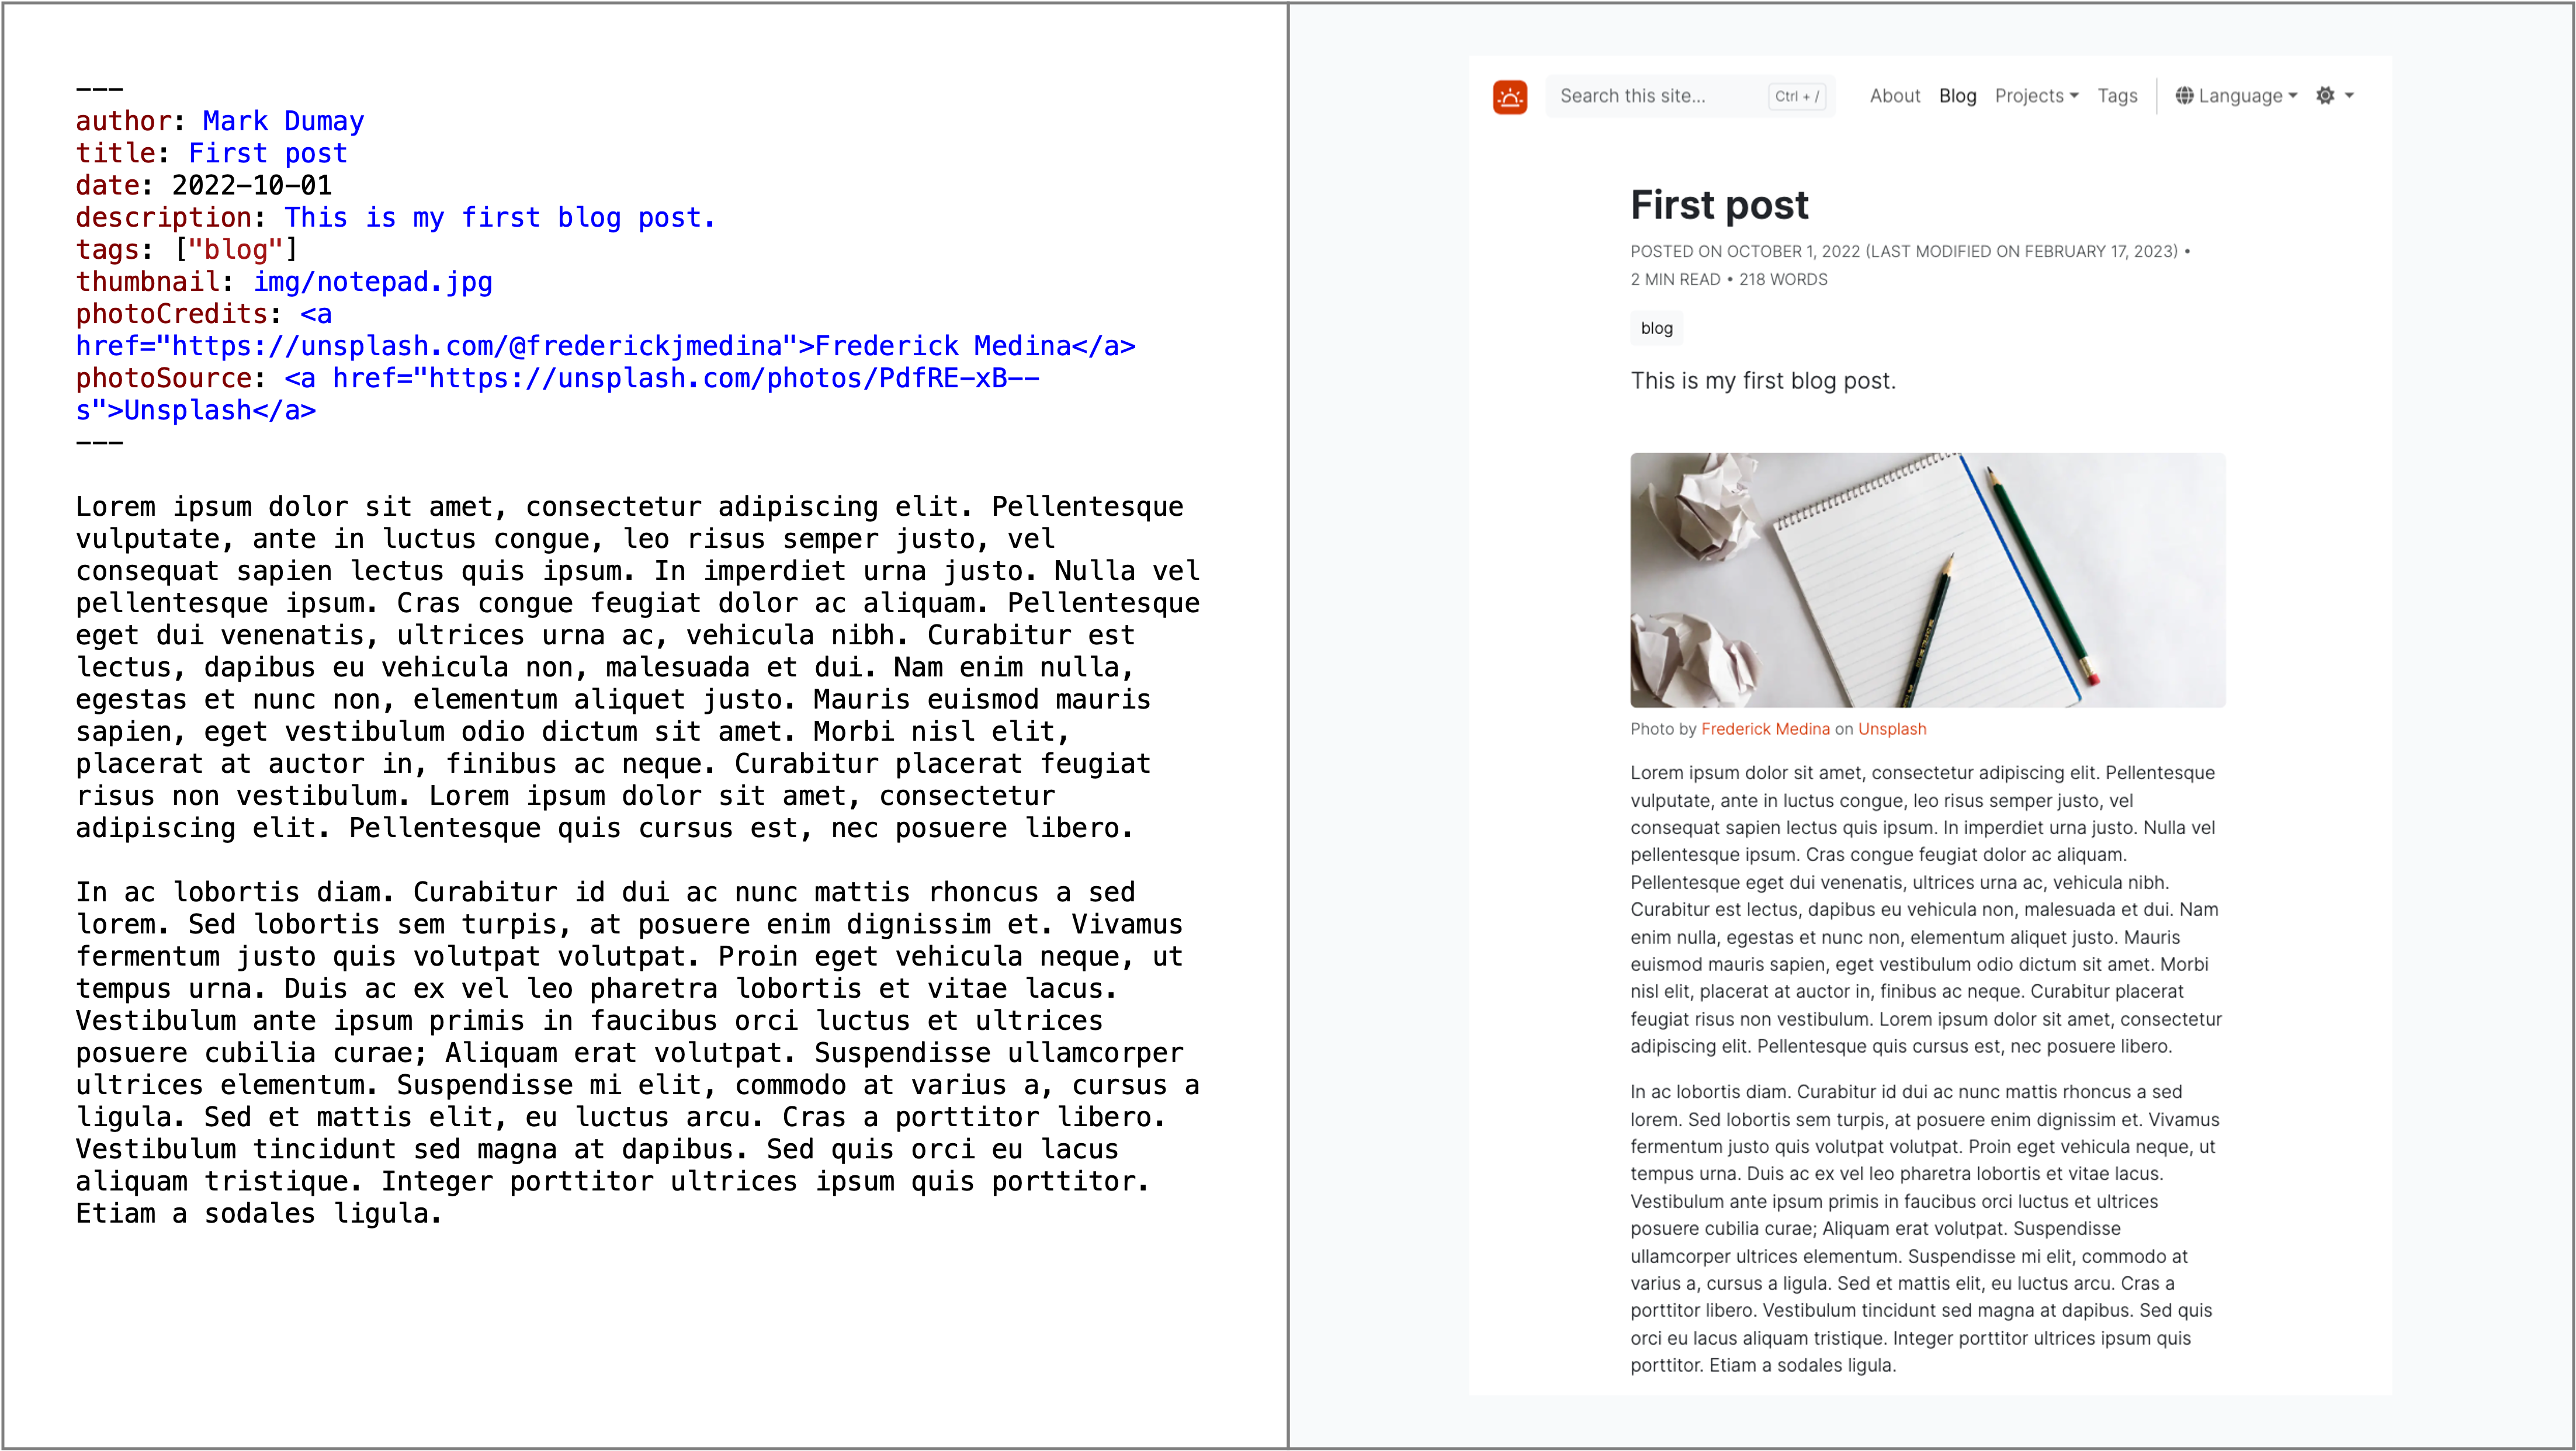 ---
author: Mark Dumay
title: First post
date: 2022-10-01
description: This is my first blog post.
tags: ["blog"]
thumbnail: img/notepad.jpg
photoCredits: <a
href="https://unsplash.com/@frederickjmedina">Frederick Medina</a>
photoSource: <a href="https://unsplash.com/photos/PdfRE-xB--
s">Unsplash</a>
---
Lorem ipsum dolor sit amet, consectetur adipiscing elit. Pellentesque
vulputate, ante in luctus congue, leo risus semper justo, vel
consequat sapien lectus quis ipsum. In imperdiet urna justo. Nulla vel
pellentesque ipsum. Cras congue feugiat dolor ac aliquam. Pellentesque
eget dui venenatis, ultrices urna ac, vehicula nibh. Curabitur est
lectus, dapibus eu vehicula non, malesuada et dui. Nam enim nulla,
egestas et nunc non, elementum aliquet justo. Mauris euismod mauris
sapien, eget vestibulum odio dictum sit amet. Morbi nisl elit,
placerat at auctor in, finibus ac neque. Curabitur placerat feugiat
risus non vestibulum. Lorem ipsum dolor sit amet, consectetur
adipiscing elit. Pellentesque quis cursus est, nec posuere libero.
In ac lobortis diam. Curabitur id dui ac nunc mattis rhoncus a sed
lorem. Sed lobortis sem turpis, at posuere enim dignissim et. Vivamus
fermentum justo quis volutpat volutpat. Proin eget vehicula neque, ut
tempus urna. Duis ac ex vel leo pharetra lobortis et vitae lacus.
Vestibulum ante ipsum primis in faucibus orci luctus et ultrices
posuere cubilia curae; Aliquam erat volutpat. Suspendisse ullamcorper
ultrices elementum. Suspendisse mi elit, commodo at varius a, cursus a
ligula. Sed et mattis elit, eu luctus arcu. Cras a porttitor libero.
Vestibulum tincidunt sed magna at dapibus. Sed quis orci eu lacus
aliquam tristique. Integer porttitor ultrices ipsum quis porttitor.
Etiam a sodales ligula.
Search this site... Ctrl + / About Blog Projects Tags Language
First post
POSTED ON OCTOBER 1, 2022 (LAST MODIFIED ON FEBRUARY 17, 2023) •
2 MIN READ • 218 WORDS
blog
This is my first blog post.
Photo by Frederick Medina on Unsplash
Lorem ipsum dolor sit amet, consectetur adipiscing elit. Pellentesque
vulputate, ante in luctus congue, leo risus semper justo, vel
consequat sapien lectus quis ipsum. In imperdiet urna justo. Nulla vel
pellentesque ipsum. Cras congue feugiat dolor ac aliquam.
Pellentesque eget dui venenatis, ultrices urna ac, vehicula nibh.
Curabitur est lectus, dapibus eu vehicula non, malesuada et dui. Nam
enim nulla, egestas et nunc non, elementum aliquet justo. Mauris
euismod mauris sapien, eget vestibulum odio dictum sit amet. Morbi
nisl elit, placerat at auctor in, finibus ac neque. Curabitur placerat
feugiat risus non vestibulum. Lorem ipsum dolor sit amet, consectetur
adipiscing elit. Pellentesque quis cursus est, nec posuere libero.
In ac lobortis diam. Curabitur id dui ac nunc mattis rhoncus a sed
lorem. Sed lobortis sem turpis, at posuere enim dignissim et. Vivamus
fermentum justo quis volutpat volutpat. Proin eget vehicula neque, ut
tempus urna. Duis ac ex vel leo pharetra lobortis et vitae lacus.
Vestibulum ante ipsum primis in faucibus orci luctus et ultrices
posuere cubilia curae; Aliquam erat volutpat. Suspendisse
ullamcorper ultrices elementum. Suspendisse mi elit, commodo at
varius a, cursus a ligula. Sed et mattis elit, eu luctus arcu. Cras a
porttitor libero. Vestibulum tincidunt sed magna at dapibus. Sed quis
orci eu lacus aliquam tristique. Integer porttitor ultrices ipsum quis
porttitor. Etiam a sodales ligula.